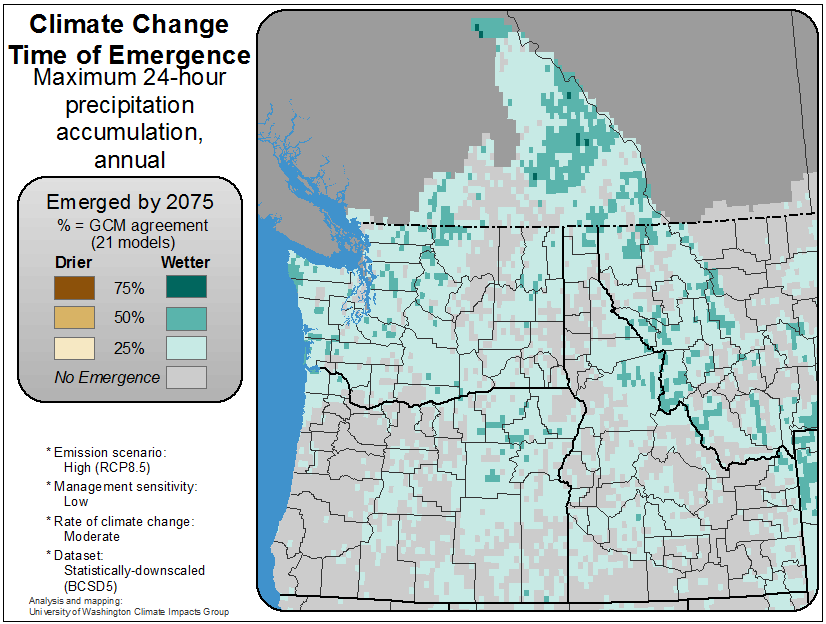 Climate Change
Time of Emergence
Maximum 24-hour
precipitation
accumulation,
annual
Emerged by 2075
% = GCM agreement
(21 models)
Drier Wetter
75%
50%
25%
No Emergence
* Emission scenario:
High (RCP8.5)
* Management sensitivity:
Low
* Rate of climate change:
Moderate
* Dataset:
Statistically-downscaled
(BCSD5)
Analysis and mapping:
University of Washington Climate Impacts Group